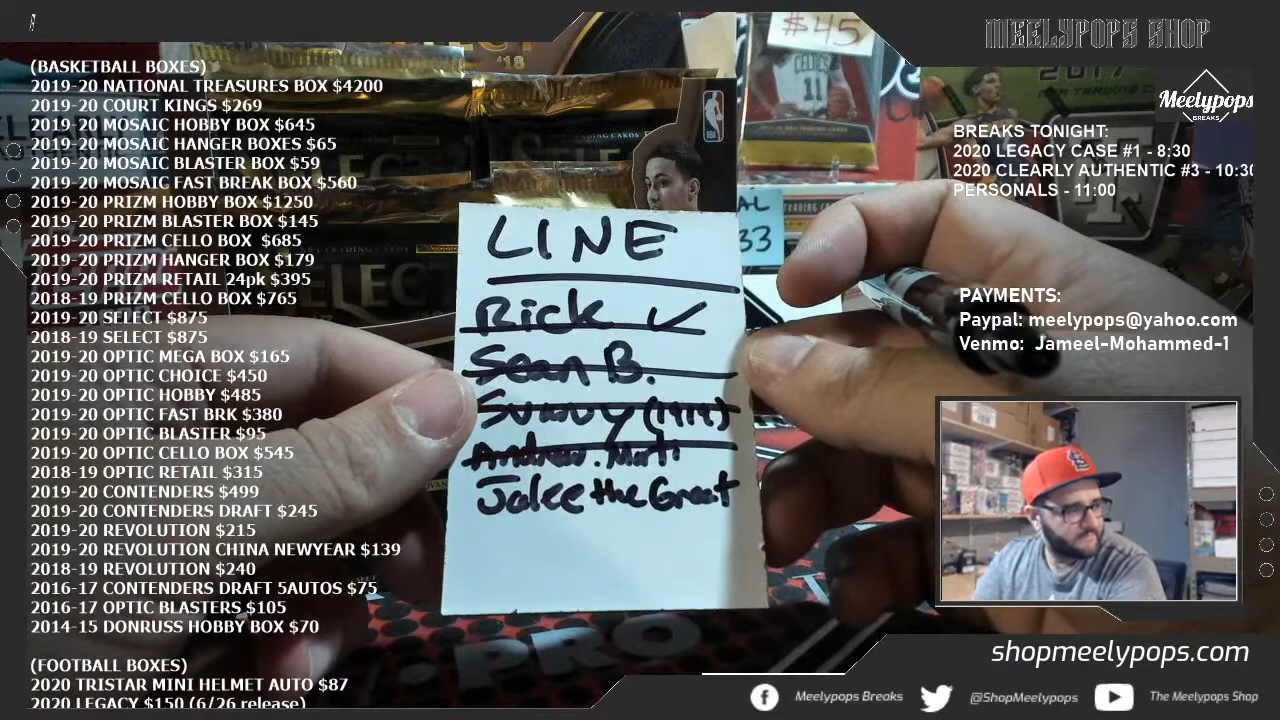 MEELYPOPS SHOP
(BASKETBALL BOXES)
2019-20 NATIONAL TREASURES BOX $4200
2019-20 COURT KINGS $269
2019-20 MOSAIC HOBBY BOX $645
2019-20 MOSAIC HANGER BOXES $65
2019-20 MOSAIC BLASTER BOX $59
2019-20 MOSAIC FAST BREAK BOX $560
2019-20 PRIZM HOBBY BOX $1250
2019-20 PRIZM BLASTER BOX $145
2019-20 PRIZM CELLO BOX $685
2019-20 PRIZM HANGER BOX $179
2019-20 PRIZM RETAIL 24pk $395
2018-19 PRIZM CELLO BOX $765
2019-20 SELECT $875
2018-19 SELECT $875
2019-20 OPTIC MEGA BOX $165
2019-20 OPTIC CHOICE $450
2019-20 OPTIC HOBBY $485
2019-20 OPTIC FAST BRK $380
2019-20 OPTIC BLASTER $95
2019-20 OPTIC CELLO BOX $545
2018-19 OPTIC RETAIL $315
2019-20 CONTENDERS $499
2019-20 CONTENDERS DRAFT $245
2019-20 REVOLUTION $215
2019-20 REVOLUTION CHINA NEWYEAR $139
2018-19 REVOLUTION $240
2016-17 CONTENDERS DRAFT 5AUTOS $75
2016-17 OPTIC BLASTERS $105
2014-15 DONRUSS HOBBY BOX $70
(FOOTBALL BOXES)
2020 TRISTAR MINI HELMET AUTO $87
2020 LEGACY $150 (6/26 release)
'18
$45
CELTICS
11
NBA
33
LINE
Rick
Sean B.
Jalee the Great
PRO
2017
Meelypops
BREAKS
BREAKS TONIGHT:
2020 LEGACY CASE #1 - 8:30
2020 CLEARLY AUTHENTIC #3 - 10:30
PERSONALS - 11:00
PAYMENTS:
Paypal: meelypops@yahoo.com
Venmo: Jameel-Mohammed-1
shopmeelypops.com
Meelypops Breaks
@ShopMeelypops
The Meelypops Shop